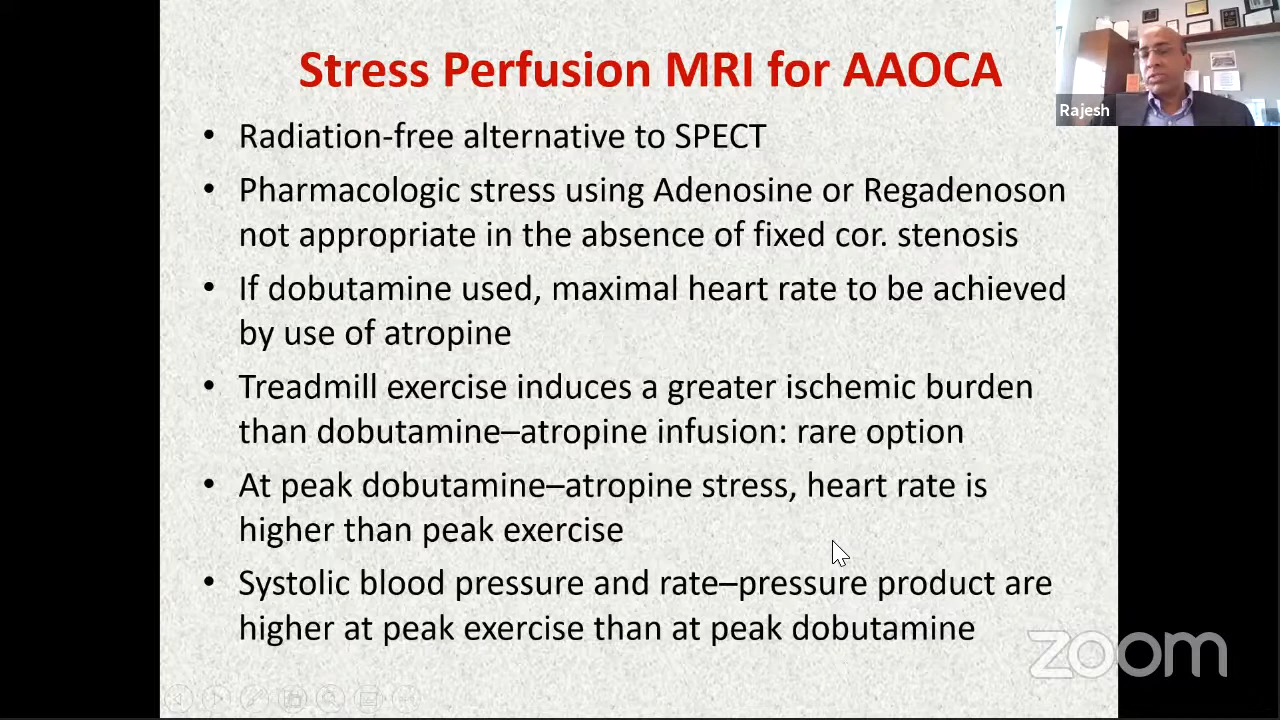 Stress Perfusion MRI for AAOCA
Rajesh
• Radiation-free alternative to SPECT
• Pharmacologic stress using Adenosine or Regadenoson
not appropriate in the absence of fixed cor. stenosis
• If dobutamine used, maximal heart rate to be achieved
by use of atropine
• Treadmill exercise induces a greater ischemic burden
than dobutamine–atropine infusion: rare option
• At peak dobutamine–atropine stress, heart rate is
higher than peak exercise
• Systolic blood pressure and rate–pressure product are
higher at peak exercise than at peak dobutamine
zoom